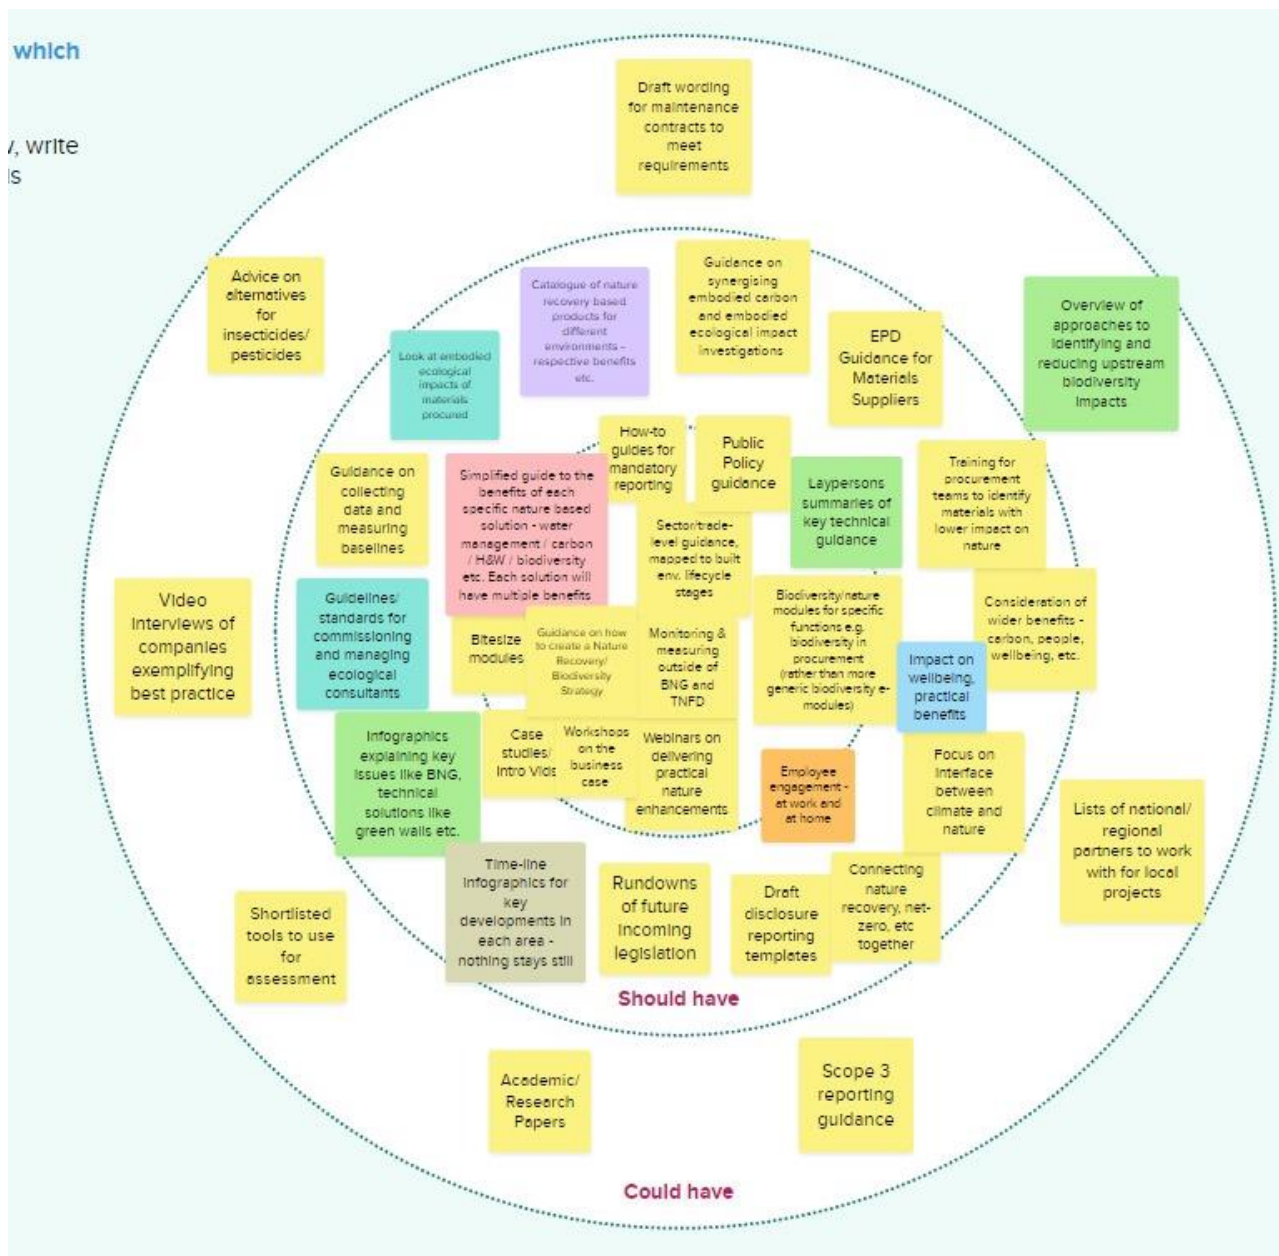 which
write
Draft wording
for maintenance
contracts to
meet
requirements
Advice on
alternatives
for
insecticides/
pesticides
Look at embodied
ecological
impacts of
materials
procured
Catalogue of nature
recovery based
products for
different
environments -
respective benefits
etc.
Guidance on
synergising
embodied carbon
and embodied
ecological impact
investigations
EPD
Guidance for
Materials
Suppliers
Overview of
approaches to
identifying and
reducing upstream
biodiversity
impacts
Guidance on
collecting
data and
measuring
baselines
Simplified guide to the
benefits of each
specific nature based
solution - water
management / carbon
/ H&W / biodiversity
etc. Each solution will
have multiple benefits
How-to
guides for
mandatory
reporting
Public
Policy
guidance
Sector/trade-
level guidance,
mapped to built
env. lifecycle
stages
Laypersons
summaries of
key technical
guidance
Training for
procurement
teams to identify
materials with
lower impact on
nature
Video
interviews of
companies
exemplifying
best practice
Guidelines/
standards for
commissioning
and managing
ecological
consultants
Bitesize
modules
Guidance on how
to create a Nature
Recovery/
Biodiversity
Strategy
Monitoring &
measuring
outside of
BNG and
TNFD
Biodiversity/nature
modules for specific
functions e.g.
biodiversity in
procurement
(rather than more
generic biodiversity e-
modules)
Impact on
wellbeing,
practical
benefits
Consideration of
wider benefits -
carbon, people,
wellbeing, etc.
Infographics
explaining key
issues like BNG,
technical
solutions like
green walls etc.
Case
studies/
Intro Vids
Workshops
on the
business
case
Webinars on
delivering
practical
nature
enhancements
Employee
engagement -
at work and
at home
Focus on
interface
between
climate and
nature
Lists of national/
regional
partners to work
with for local
projects
Shortlisted
tools to use
for
assessment
Time-line
infographics for
key
developments in
each area -
nothing stays still
Rundowns
of future
incoming
legislation
Draft
disclosure
reporting
templates
Connecting
nature
recovery, net-
zero, etc
together
Should have
Academic/
Research
Papers
Scope 3
reporting
guidance
Could have